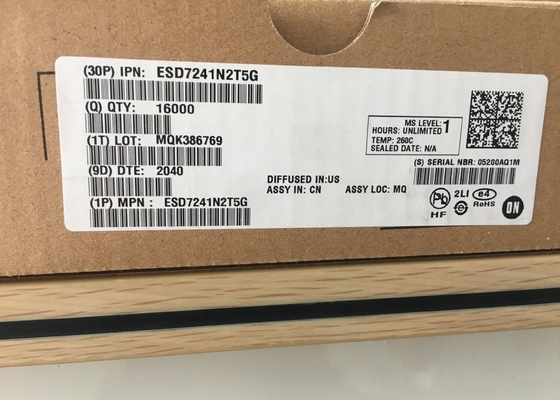 (30P) IPN: ESD7241N2T5G
(Q) QTY: 16000
(1T) LOT: MQK386769
(9D) DTE: 2040
(1P) MPN : ESD7241N2T5G
MS LEVEL: 1
HOURS: UNLIMITED
TEMP: 260C
SEALED DATE: N/A
(S) SERIAL NBR: 05200AQ1M
DIFFUSED IN:US
ASSY IN: CN ASSY LOC: MQ
Pb
HF
2LI
e4
RoHS
ON